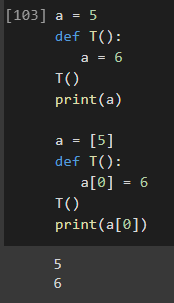 [103] a = 5
def T():
    a = 6
T()
print(a)

a = [5]
def T():
    a[0] = 6
T()
print(a[0])

5
6